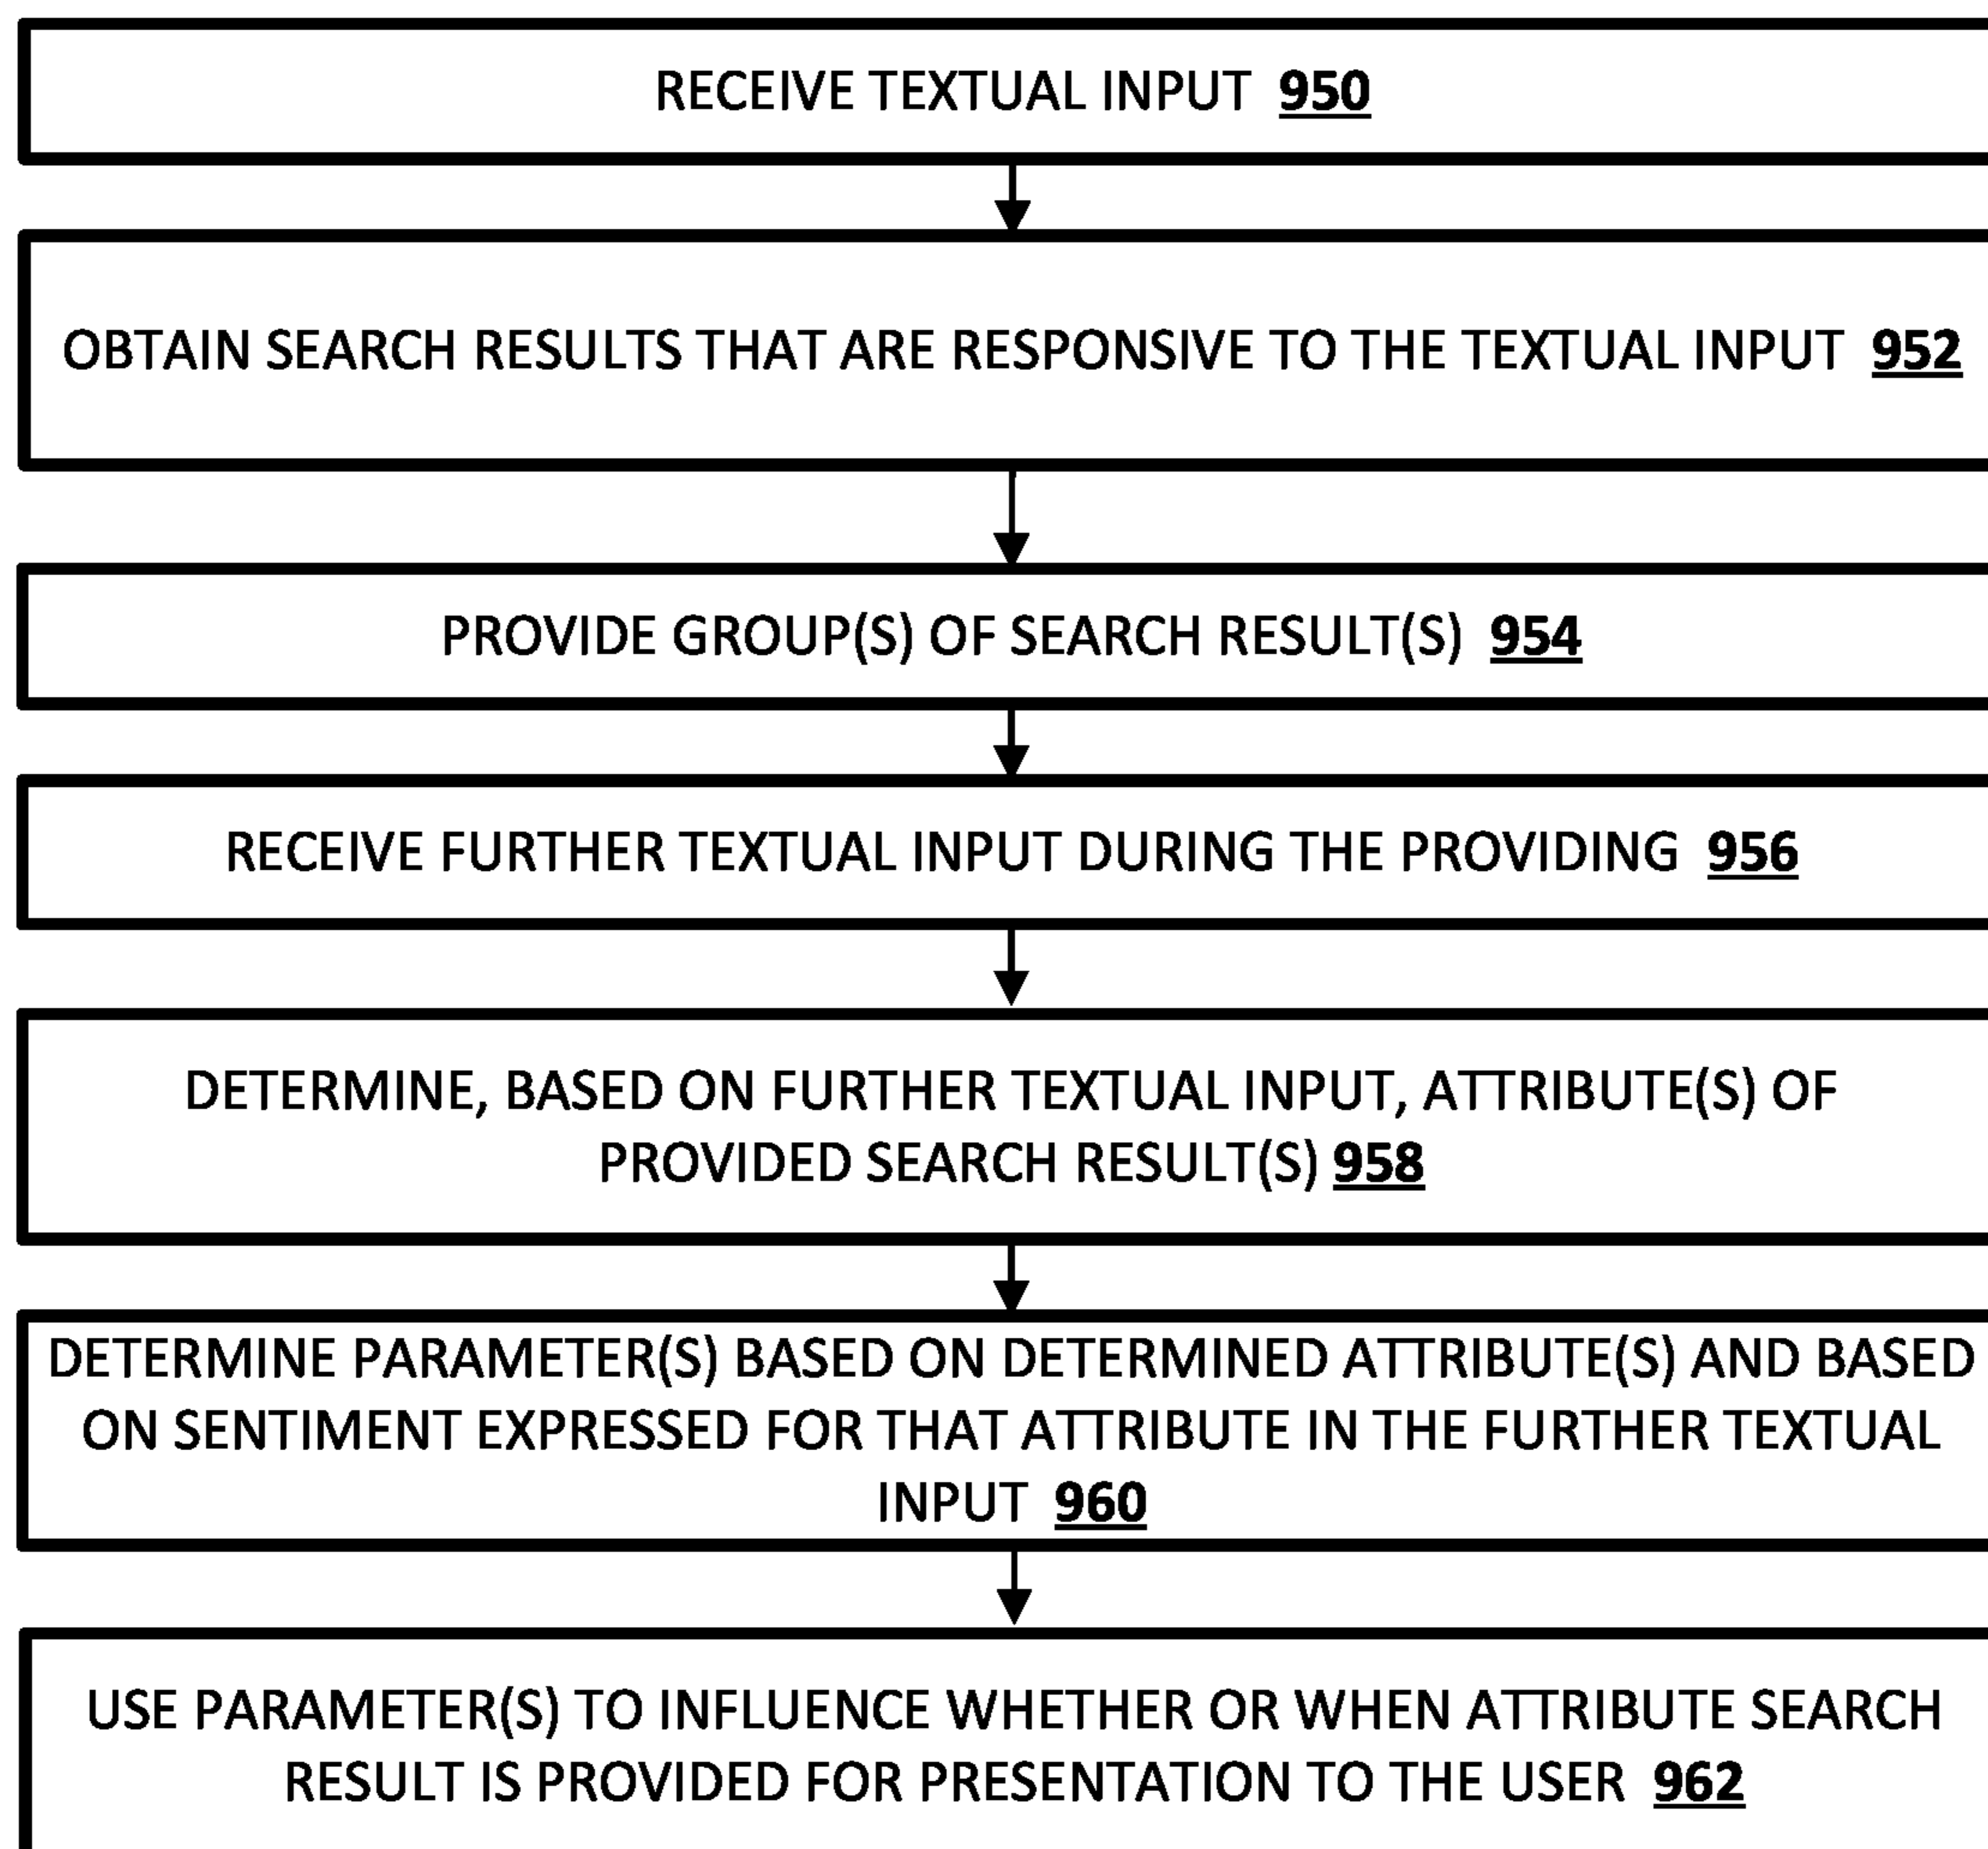 RECEIVE TEXTUAL INPUT 950
OBTAIN SEARCH RESULTS THAT ARE RESPONSIVE TO THE TEXTUAL INPUT 952
PROVIDE GROUP(S) OF SEARCH RESULT(S) 954
RECEIVE FURTHER TEXTUAL INPUT DURING THE PROVIDING 956
DETERMINE, BASED ON FURTHER TEXTUAL INPUT, ATTRIBUTE(S) OF
PROVIDED SEARCH RESULT(S) 958
DETERMINE PARAMETER(S) BASED ON DETERMINED ATTRIBUTE(S) AND BASED
ON SENTIMENT EXPRESSED FOR THAT ATTRIBUTE IN THE FURTHER TEXTUAL
INPUT 960
USE PARAMETER(S) TO INFLUENCE WHETHER OR WHEN ATTRIBUTE SEARCH
RESULT IS PROVIDED FOR PRESENTATION TO THE USER 962